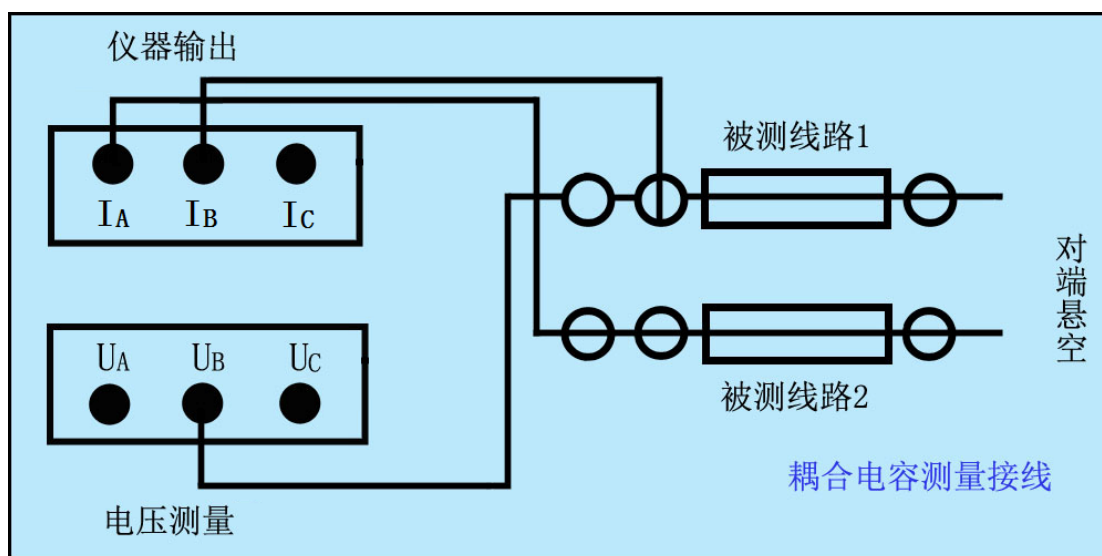 仪器输出
IA IB IC
被测线路1
对端悬空
UA UB UC
被测线路2
耦合电容测量接线
电压测量